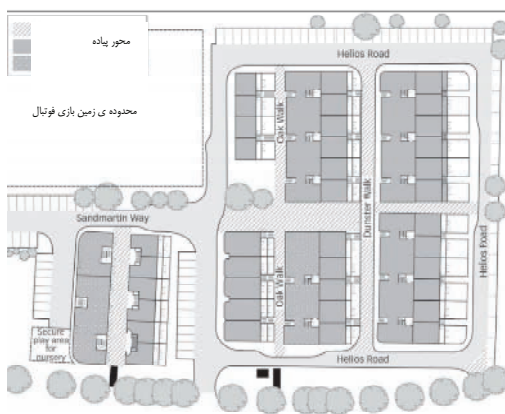 محور پیاده
محدوده ی زمین بازی فوتبال
Helios Road
Oak Walk
Dunster Walk
Sandmartin Way
Oak Walk
Helios Road
Secure
play area
for
nursery
Helios Road